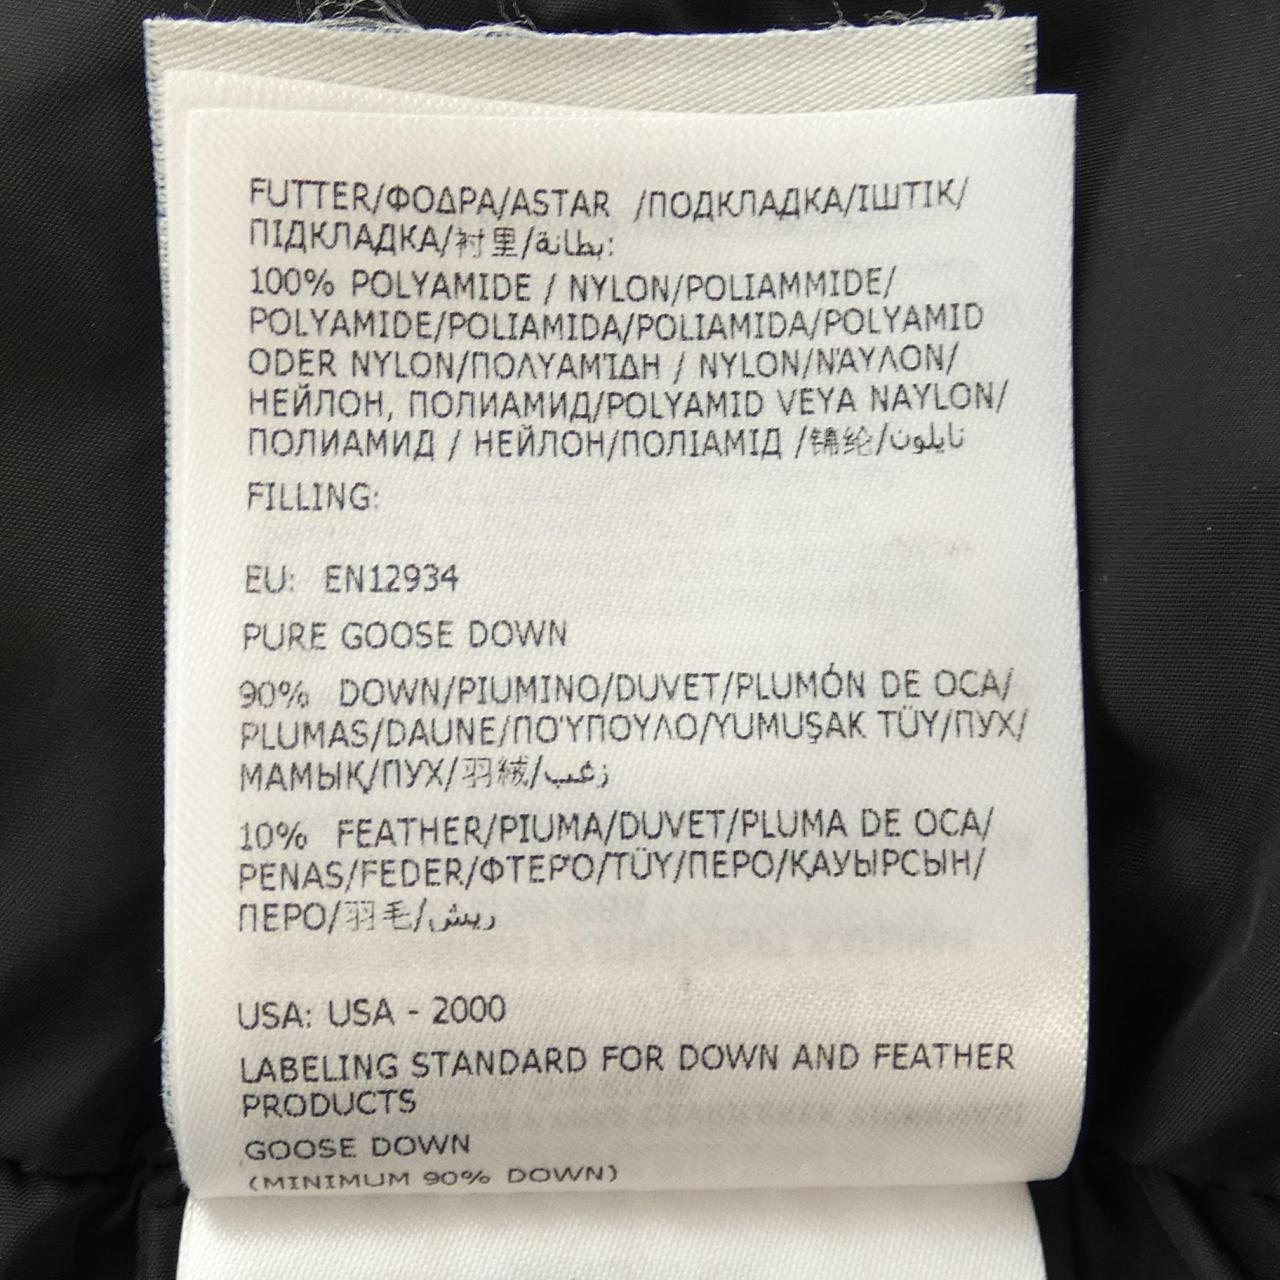 FUTTER/ΦΟΔΡΑ/ASTAR /ПОДКЛАДКА/ІШТІК/
ПІДКЛАДКА/衬里/بطانة:
100% POLYAMIDE / NYLON/POLIAMMIDE/
POLYAMIDE/POLIAMIDA/POLIAMIDA/POLYAMID
ODER NYLON/ΠΟΛΥΑΜΊΔΗ / NYLON/ΝΆΥΛΟΝ/
НЕЙЛОН, ПОЛИАМИД/POLYAMID VEYA NAYLON/
ПОЛИАМИД / НЕЙЛОН/ПОЛІАМІД /锦纶/نايلون
FILLING:
EU: EN12934
PURE GOOSE DOWN
90% DOWN/PIUMINO/DUVET/PLUMÓN DE OCA/
PLUMAS/DAUNE/ΠΟΎΠΟΥΛΟ/YUMUŞAK TÜY/ПУХ/
МАМЫҚ/ПУХ/羽絨/زغب
10% FEATHER/PIUMA/DUVET/PLUMA DE OCA/
PENAS/FEDER/ΦΤΕΡΌ/TÜY/ПЕРО/ҚАУЫРСЫН/
ПЕРО/羽毛/ريش
USA: USA - 2000
LABELING STANDARD FOR DOWN AND FEATHER
PRODUCTS
GOOSE DOWN
(MINIMUM 90% DOWN)